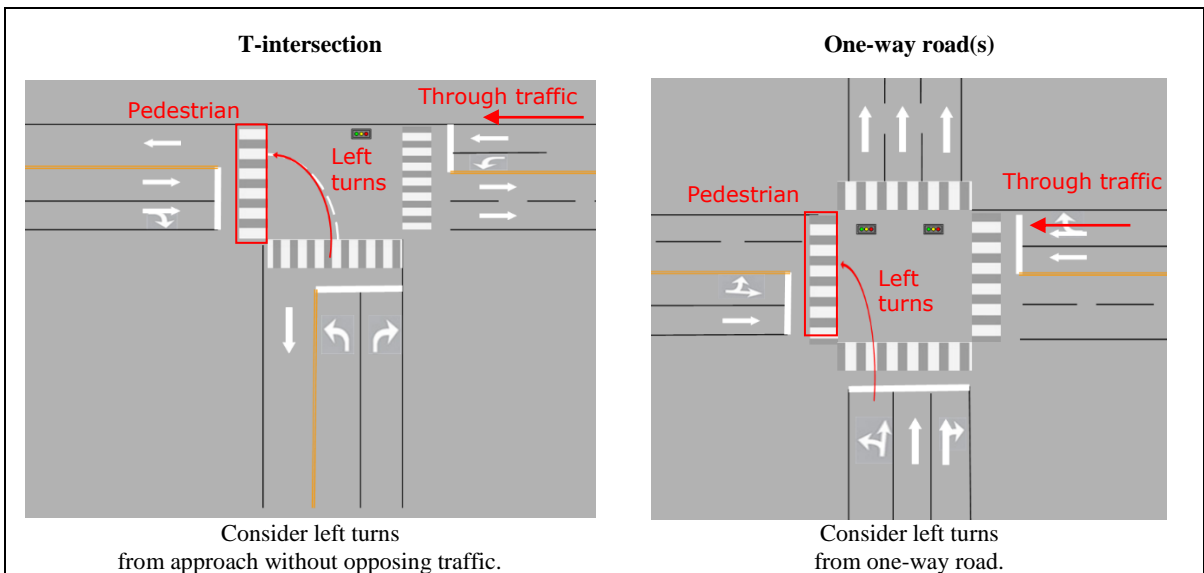 T-intersection
Pedestrian
Through traffic
Left
turns
Consider left turns
from approach without opposing traffic.
One-way road(s)
Pedestrian
Through traffic
Left
turns
Consider left turns
from one-way road.